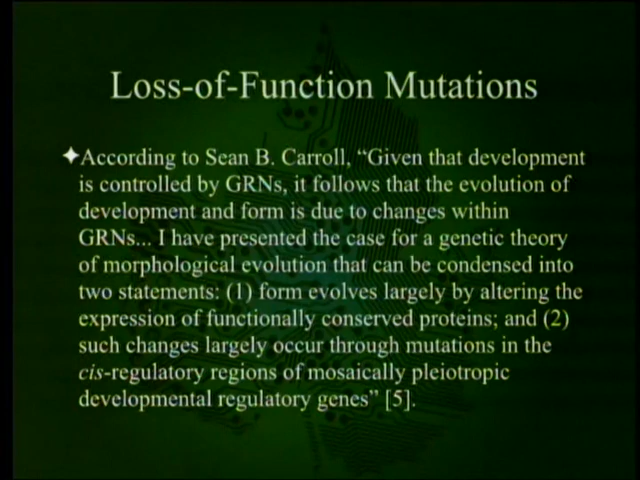 Loss-of-Function Mutations
✦According to Sean B. Carroll, “Given that development
is controlled by GRNs, it follows that the evolution of
development and form is due to changes within
GRNs... I have presented the case for a genetic theory
of morphological evolution that can be condensed into
two statements: (1) form evolves largely by altering the
expression of functionally conserved proteins; and (2)
such changes largely occur through mutations in the
cis-regulatory regions of mosaically pleiotropic
developmental regulatory genes” [5].